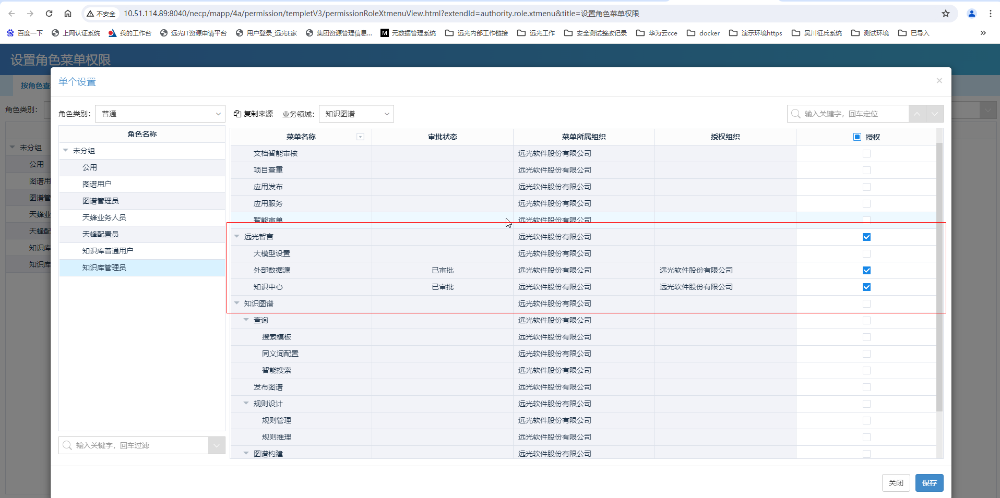 不安全 10.51.114.89:8040/necp/mapp/4a/permission/templetV3/permissionRoleXtmenuView.html?extendId=authority.role.xtmenu&title=设置角色菜单权限
百度一下 上网认证系统 我的工作台 远光IT资源申请平台 用户登录_远光E家 集团资源管理信息... M 元数据管理系统 远光内部工作链接 远光工作 安全测试整改记录 华为云cce docker 演示环境https 吴川征兵系统 测试环境 已导入 »
设置角色菜单权限
按角色查
角色类别：
未分组
公用
图谱用
图谱管
天蜂业
天蜂配
知识库
知识库
单个设置 ×
角色类别： 普通 复制来源 业务领域： 知识图谱 输入关键字，回车定位
角色名称
未分组
公用
图谱用户
图谱管理员
天蜂业务人员
天蜂配置员
知识库普通用户
知识库管理员
输入关键字，回车过滤
菜单名称 审批状态 菜单所属组织 授权组织 授权
文档智能审核 远光软件股份有限公司
项目查重 远光软件股份有限公司
应用发布 远光软件股份有限公司
应用服务 远光软件股份有限公司
智能审单 远光软件股份有限公司
远光智言 远光软件股份有限公司
大模型设置 远光软件股份有限公司
外部数据源 已审批 远光软件股份有限公司 远光软件股份有限公司
知识中心 已审批 远光软件股份有限公司 远光软件股份有限公司
知识图谱 远光软件股份有限公司
查询 远光软件股份有限公司
搜索模板 远光软件股份有限公司
同义词配置 远光软件股份有限公司
智能搜索 远光软件股份有限公司
发布图谱 远光软件股份有限公司
规则设计 远光软件股份有限公司
规则管理 远光软件股份有限公司
规则推理 远光软件股份有限公司
图谱构建 远光软件股份有限公司
关闭 保存